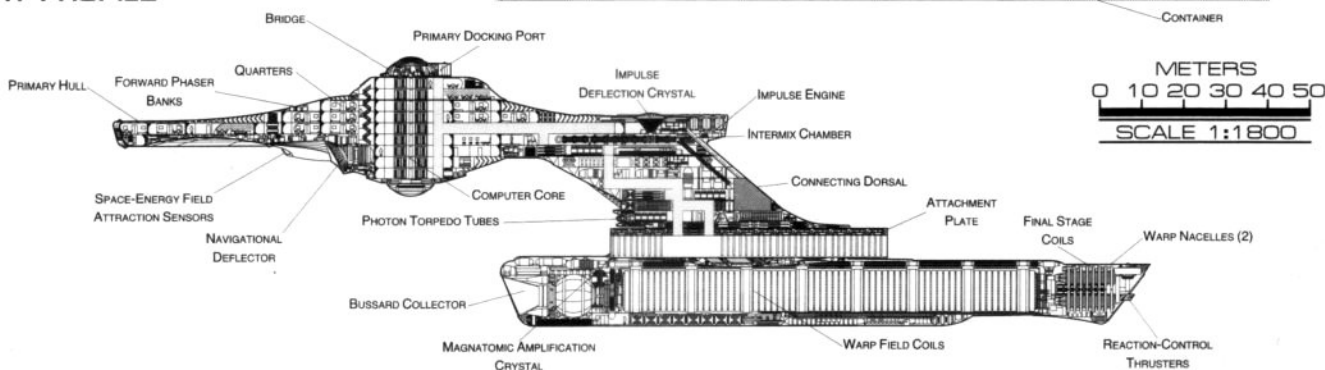 CONTAINER
BRIDGE
PRIMARY DOCKING PORT
QUARTERS
FORWARD PHASER
BANKS
PRIMARY HULL
IMPULSE
DEFLECTION CRYSTAL
IMPULSE ENGINE
INTERMIX CHAMBER
METERS
0 10 20 30 40 50
SCALE 1:1800
SPACE-ENERGY FIELD
ATTRACTION SENSORS
NAVIGATIONAL
DEFLECTOR
COMPUTER CORE
PHOTON TORPEDO TUBES
CONNECTING DORSAL
ATTACHMENT
PLATE
FINAL STAGE
COILS
WARP NACELLES (2)
BUSSARD COLLECTOR
MAGNATOMIC AMPLIFICATION
CRYSTAL
WARP FIELD COILS
REACTION-CONTROL
THRUSTERS